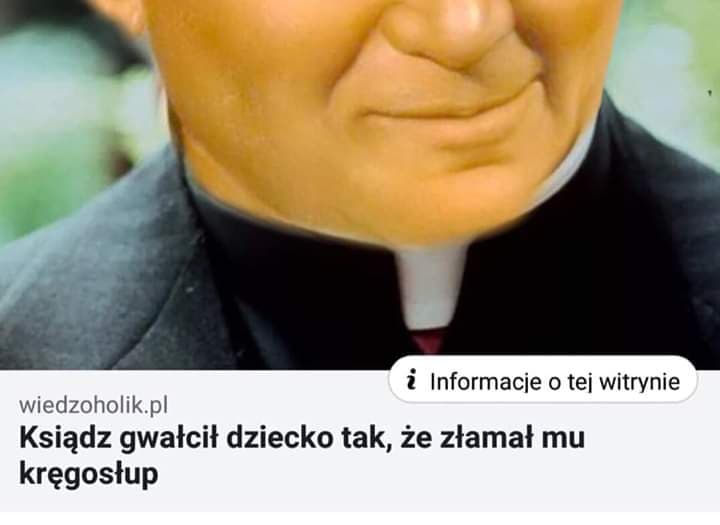 i Informacje o tej witrynie
wiedzoholik.pl
Ksiądz gwałcił dziecko tak, że złamał mu
kręgosłup